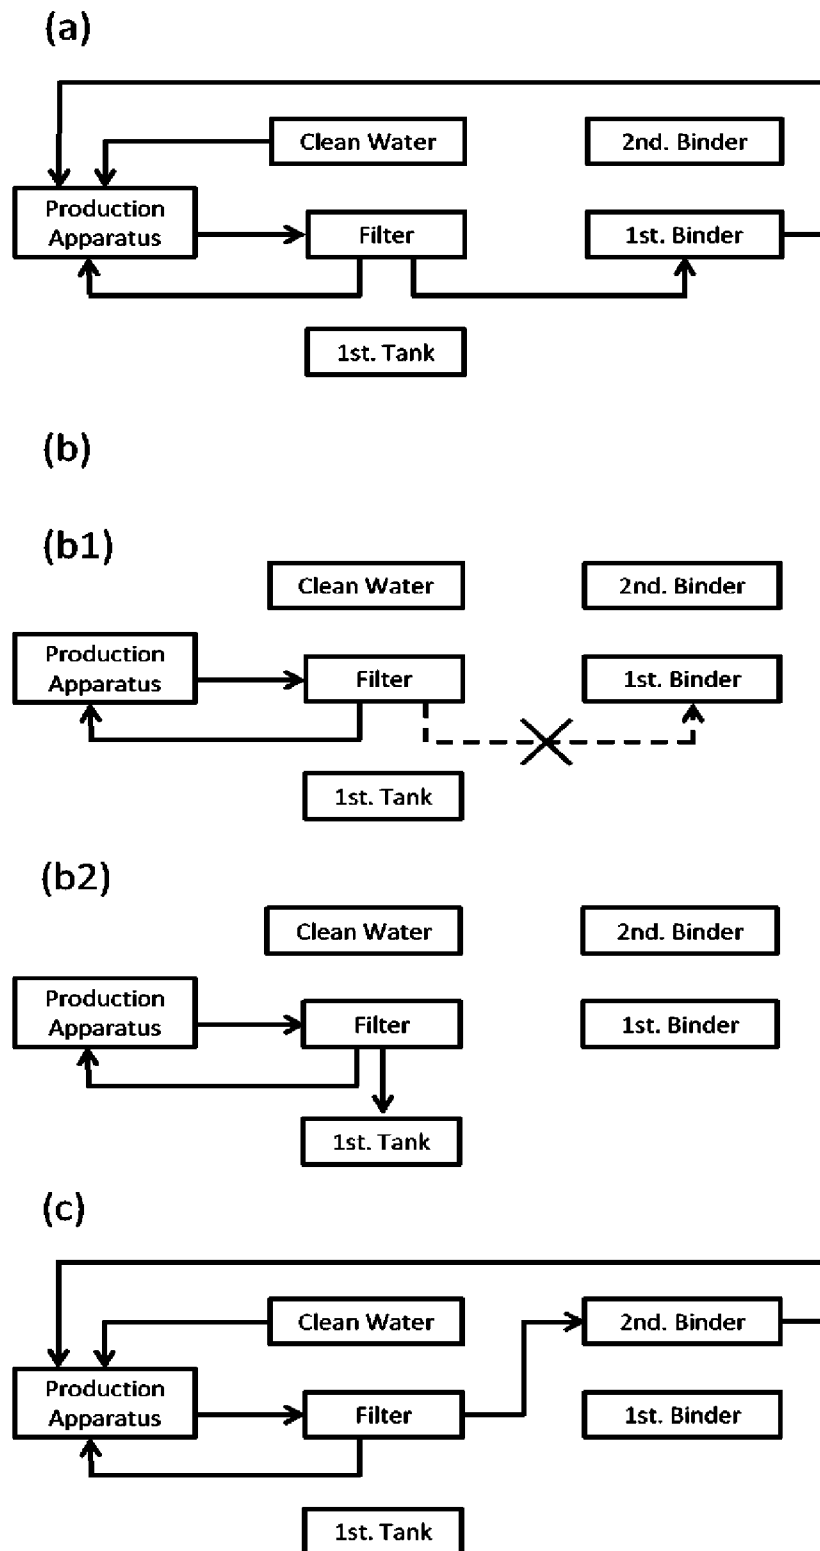 (a)
Clean Water
2nd. Binder
Production
Apparatus
Filter
1st. Binder
1st. Tank
(b)
(b1)
Clean Water
2nd. Binder
Production
Apparatus
Filter
1st. Binder
1st. Tank
(b2)
Clean Water
2nd. Binder
Production
Apparatus
Filter
1st. Binder
1st. Tank
(c)
Clean Water
2nd. Binder
Production
Apparatus
Filter
1st. Binder
1st. Tank